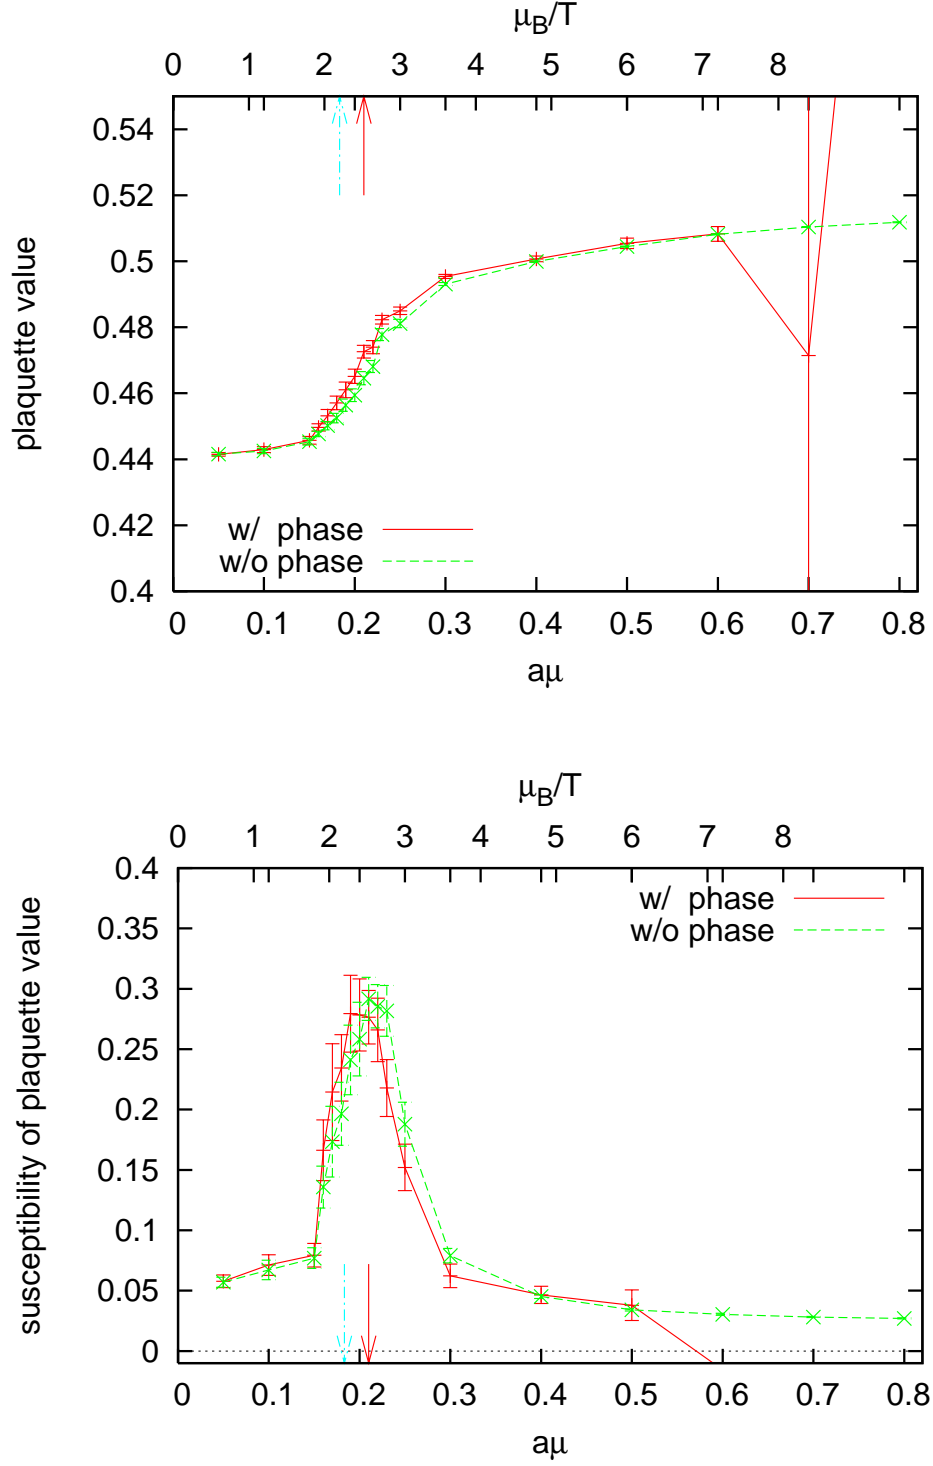 μB/T
0 1 2 3 4 5 6 7 8
0.54
0.52
0.5
0.48
0.46
0.44
0.42
0.4
plaquette value
w/ phase
w/o phase
0 0.1 0.2 0.3 0.4 0.5 0.6 0.7 0.8
aμ
μB/T
0 1 2 3 4 5 6 7 8
0.4
0.35
0.3
0.25
0.2
0.15
0.1
0.05
0
susceptibility of plaquette value
w/ phase
w/o phase
0 0.1 0.2 0.3 0.4 0.5 0.6 0.7 0.8
aμ